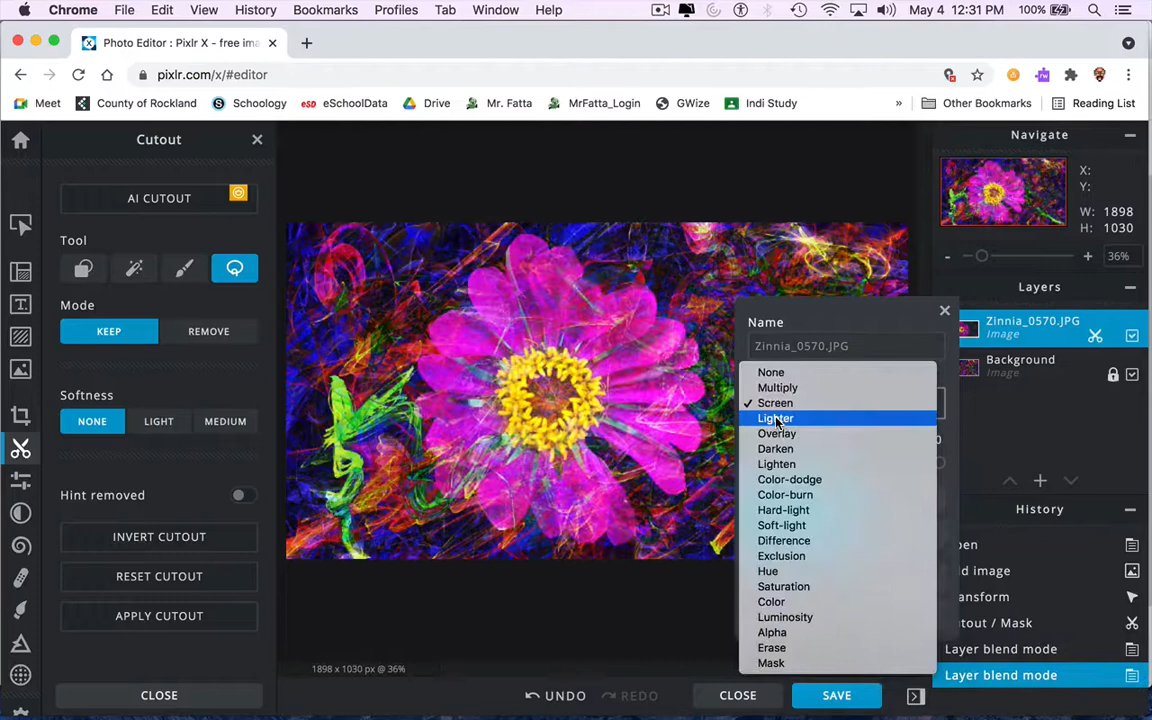 Chrome File Edit View History Bookmarks Profiles Tab Window Help May 4 12:31 PM 100%
Photo Editor : Pixlr X - free ima
pixlr.com/x/#editor
Meet County of Rockland Schoology esd eSchoolData Drive Mr. Fatta MrFatta_Login GWize Indi Study » Other Bookmarks Reading List
Cutout
AI CUTOUT
Tool
Mode
KEEP REMOVE
Softness
NONE LIGHT MEDIUM
Hint removed
INVERT CUTOUT
RESET CUTOUT
APPLY CUTOUT
CLOSE
1898 x 1030 px @ 36%
UNDO REDO CLOSE SAVE
Name
Zinnia_0570.JPG
None
Multiply
✓ Screen
Lighter
Overlay
Darken
Lighten
Color-dodge
Color-burn
Hard-light
Soft-light
Difference
Exclusion
Hue
Saturation
Color
Luminosity
Alpha
Erase
Mask
Navigate
X:
Y:
W: 1898
H: 1030
- + 36%
Layers
Zinnia_0570.JPG
Image
Background
Image
History
pen
d image
ansform
utout / Mask
Layer blend mode
Layer blend mode